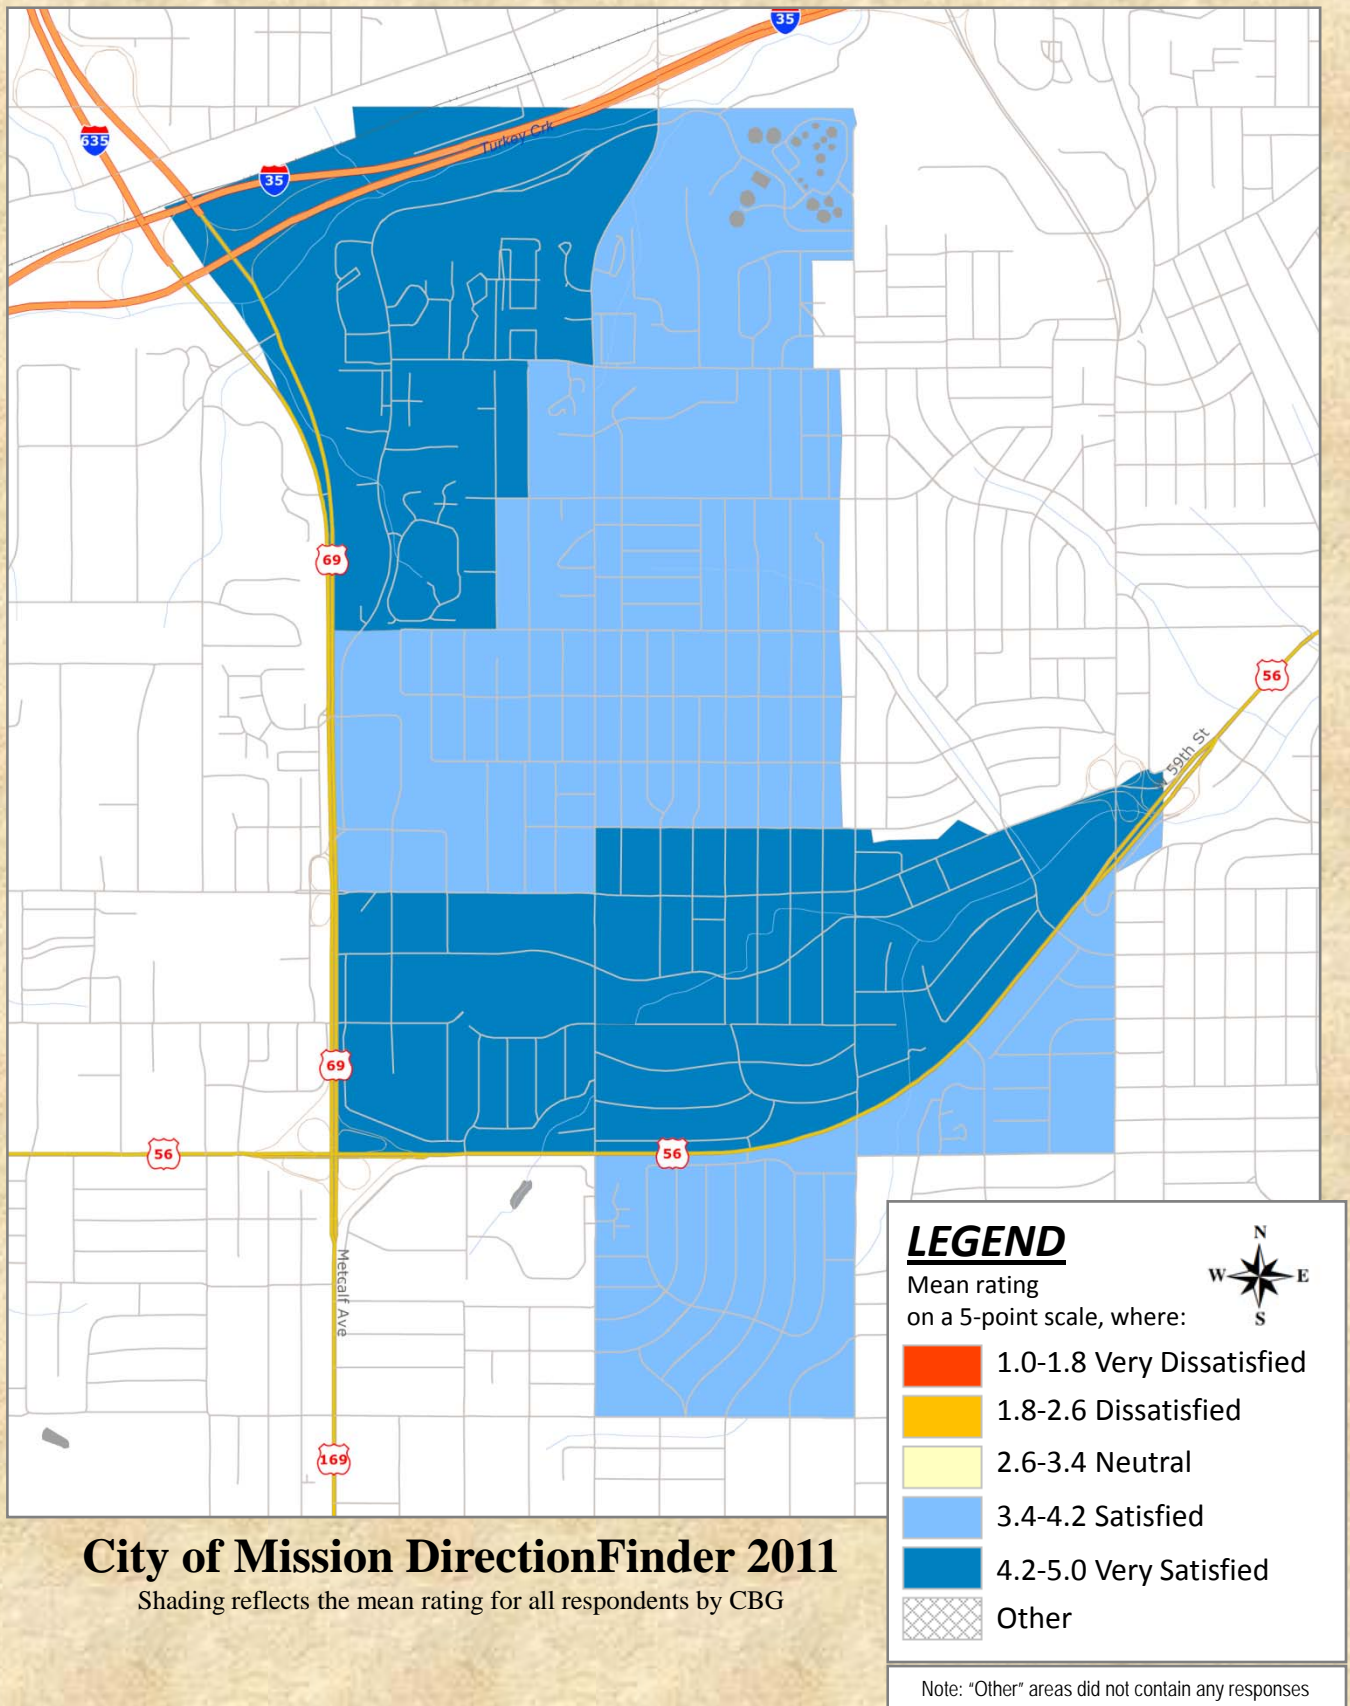 35
635
35
Turkey Crk
69
56
59th St
69
56
56
Metcalf Ave
169
LEGEND
N
W E
S
Mean rating
on a 5-point scale, where:
1.0-1.8 Very Dissatisfied
1.8-2.6 Dissatisfied
2.6-3.4 Neutral
3.4-4.2 Satisfied
4.2-5.0 Very Satisfied
Other
City of Mission DirectionFinder 2011
Shading reflects the mean rating for all respondents by CBG
Note: "Other" areas did not contain any responses